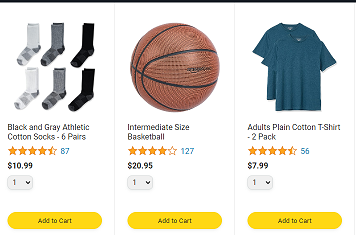 Black and Gray Athletic
Cotton Socks - 6 Pairs
87
$10.99
1
Add to Cart
Intermediate Size
Basketball
127
$20.95
1
Add to Cart
Adults Plain Cotton T-Shirt
- 2 Pack
56
$7.99
1
Add to Cart